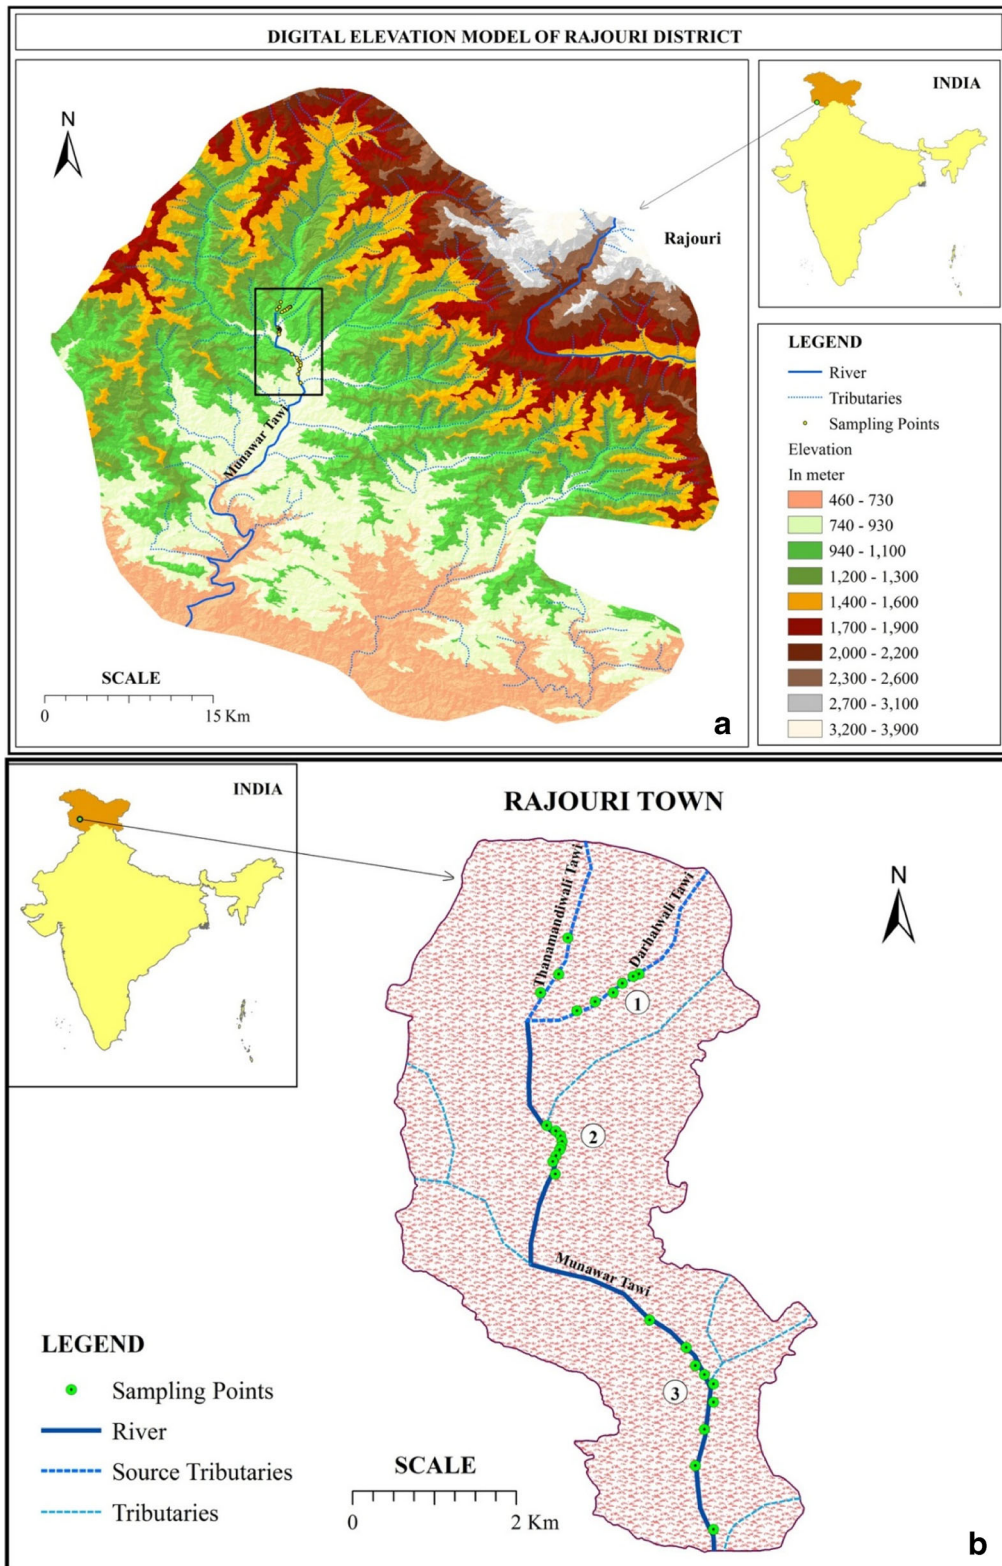 DIGITAL ELEVATION MODEL OF RAJOURI DISTRICT
N
INDIA
Rajouri
Munawar Tawi
SCALE
0 15 Km
a
LEGEND
River
Tributaries
Sampling Points
Elevation
In meter
460 - 730
740 - 930
940 - 1,100
1,200 - 1,300
1,400 - 1,600
1,700 - 1,900
2,000 - 2,200
2,300 - 2,600
2,700 - 3,100
3,200 - 3,900
INDIA
RAJOURI TOWN
N
Thanamandiwali Tawi
Darhalwali Tawi
1
2
Munawar Tawi
3
LEGEND
Sampling Points
River
Source Tributaries
Tributaries
SCALE
0 2 Km
b